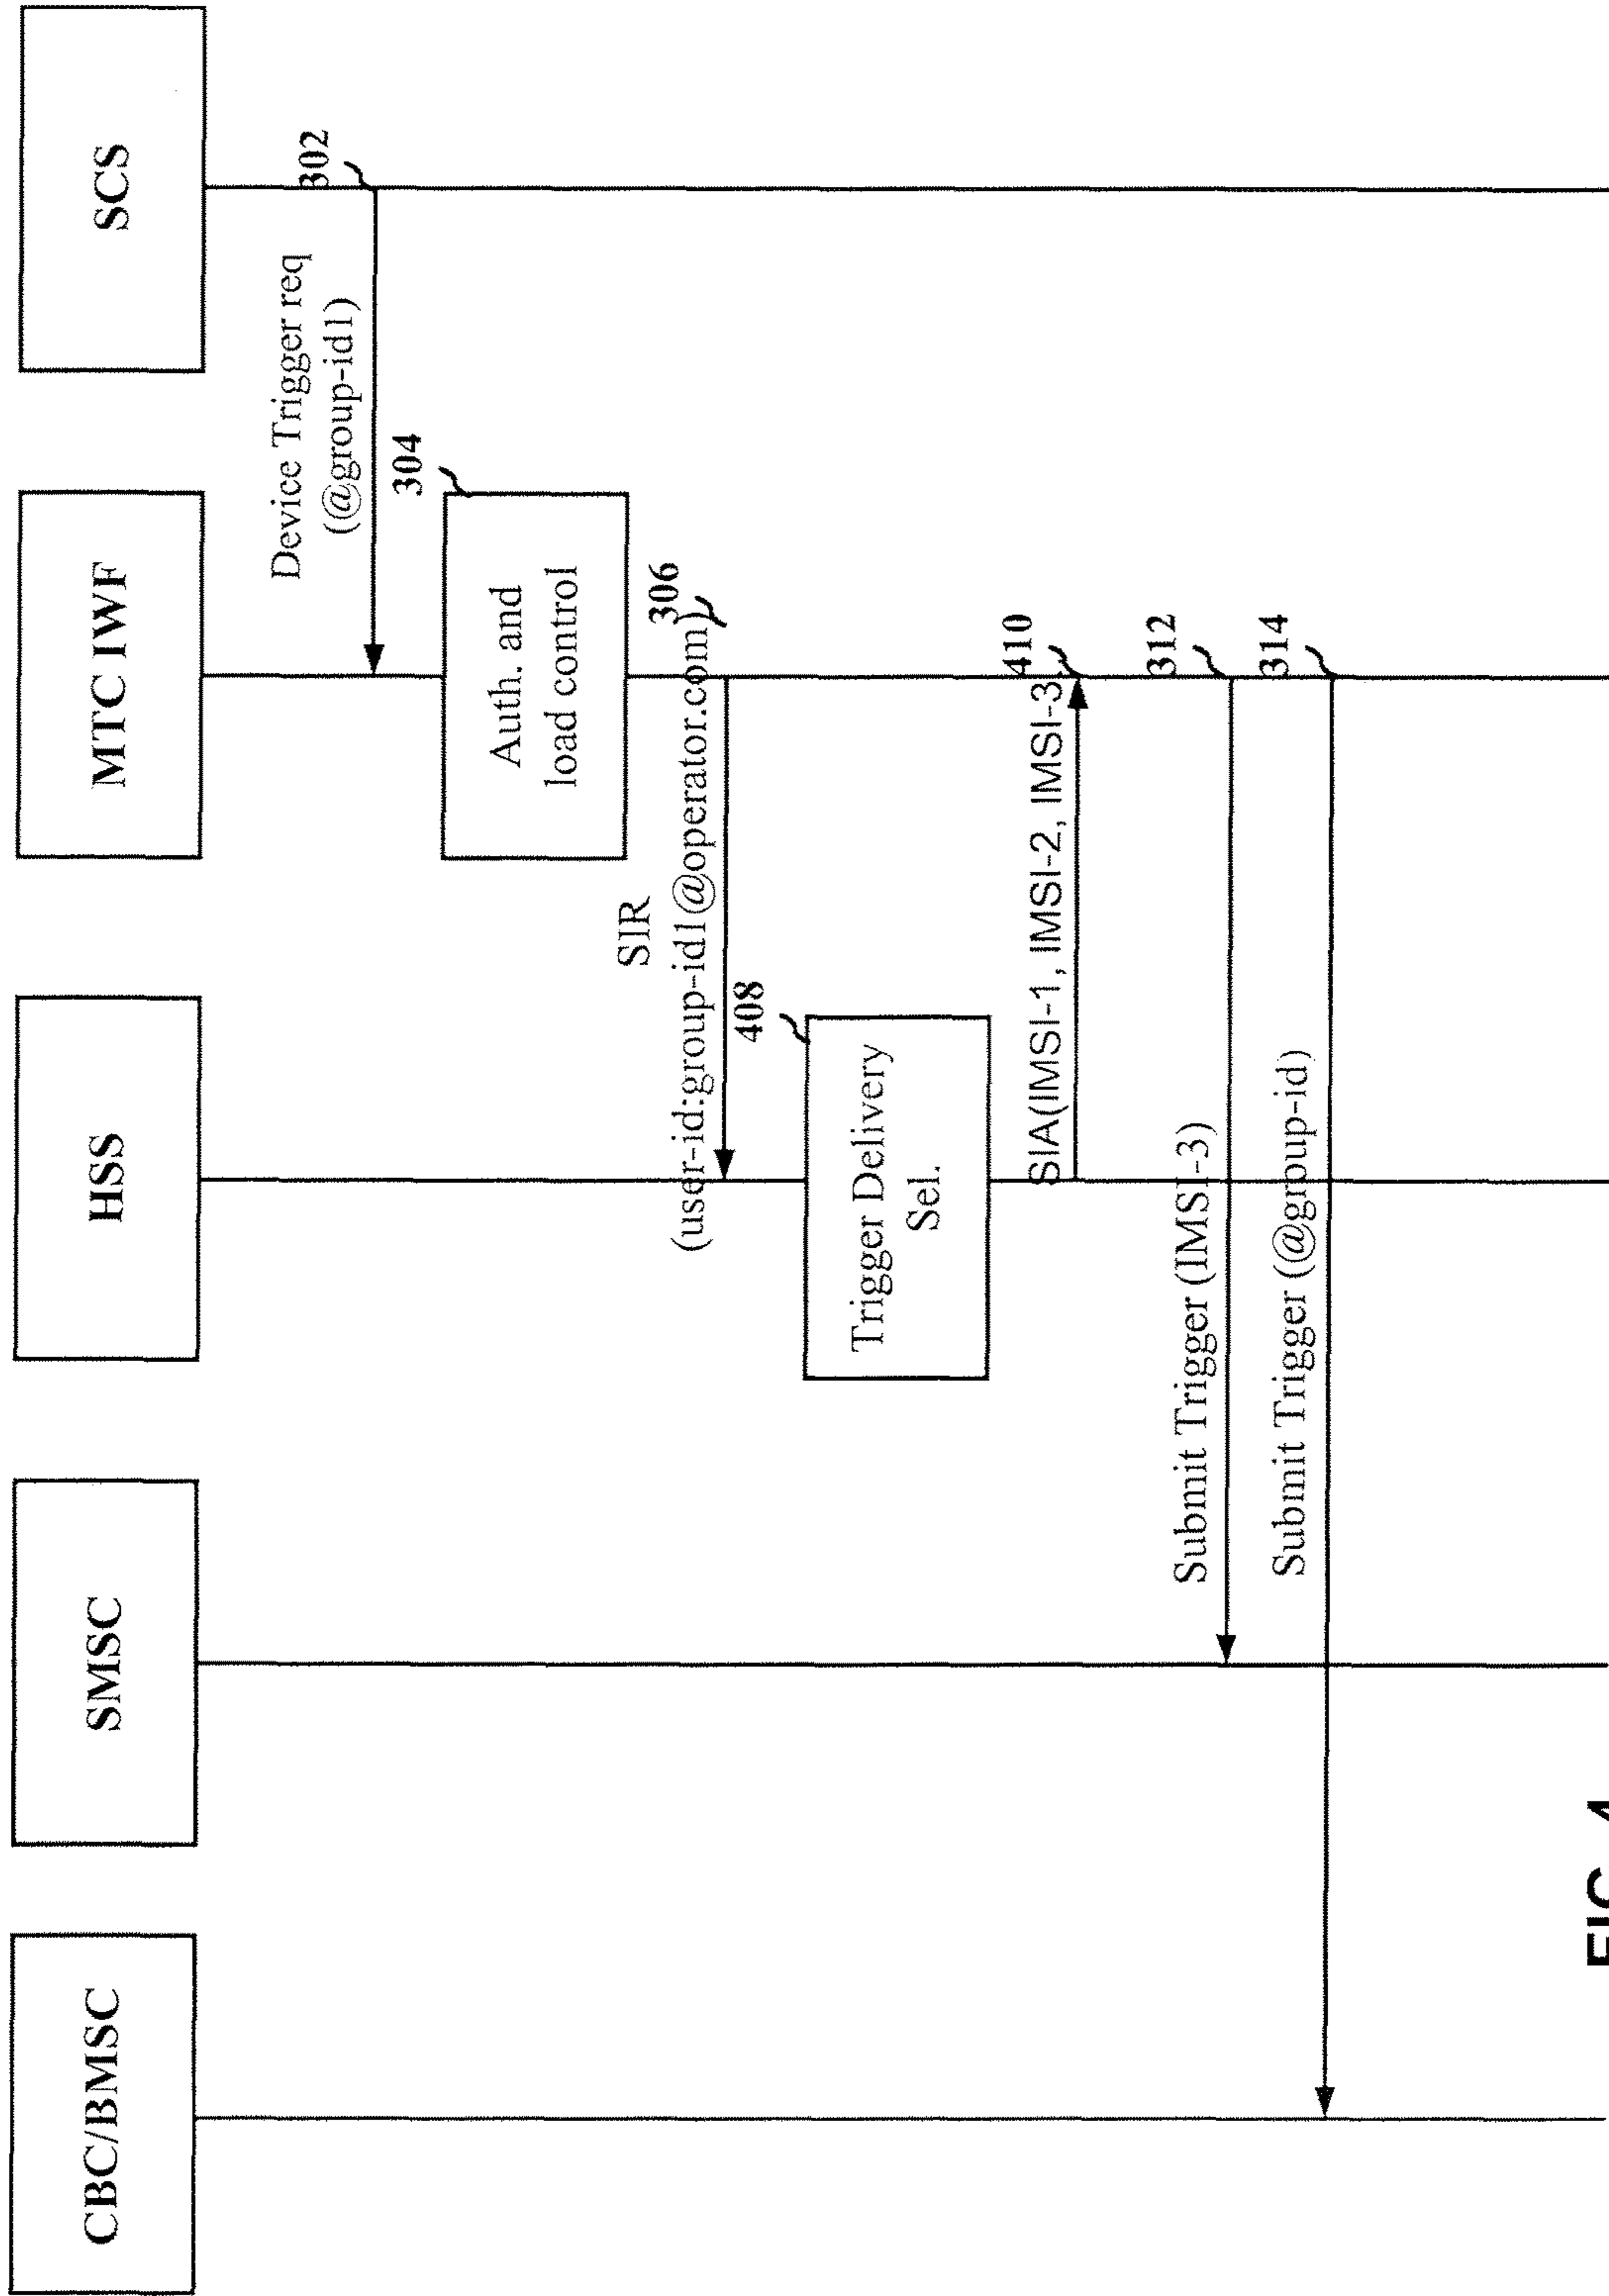 CBC/BMSC
SMSC
HSS
MTC IWF
SCS
302
Device Trigger req
(@group-id1)
304
Auth. and
load control
306
SIR
(user-id:group-id1@operator.com)
408
Trigger Delivery
Sel.
410
SIA(IMSI-1, IMSI-2, IMSI-3)
312
Submit Trigger (IMSI-3)
314
Submit Trigger (@group-id)
FIG. 4